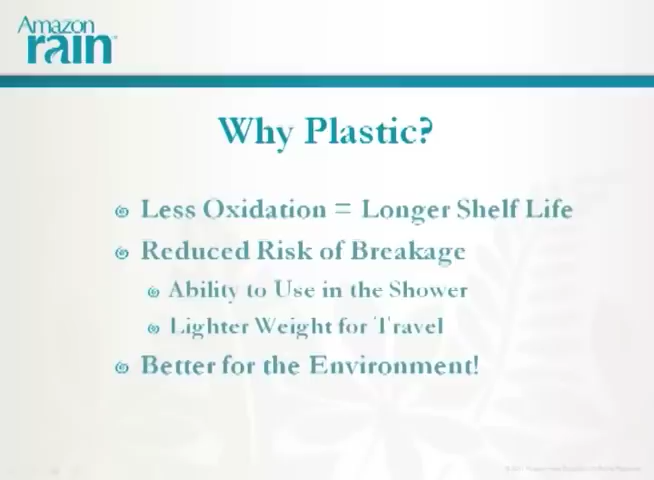 Amazon
rain
Why Plastic?
Less Oxidation = Longer Shelf Life
Reduced Risk of Breakage
Ability to Use in the Shower
Lighter Weight for Travel
Better for the Environment!